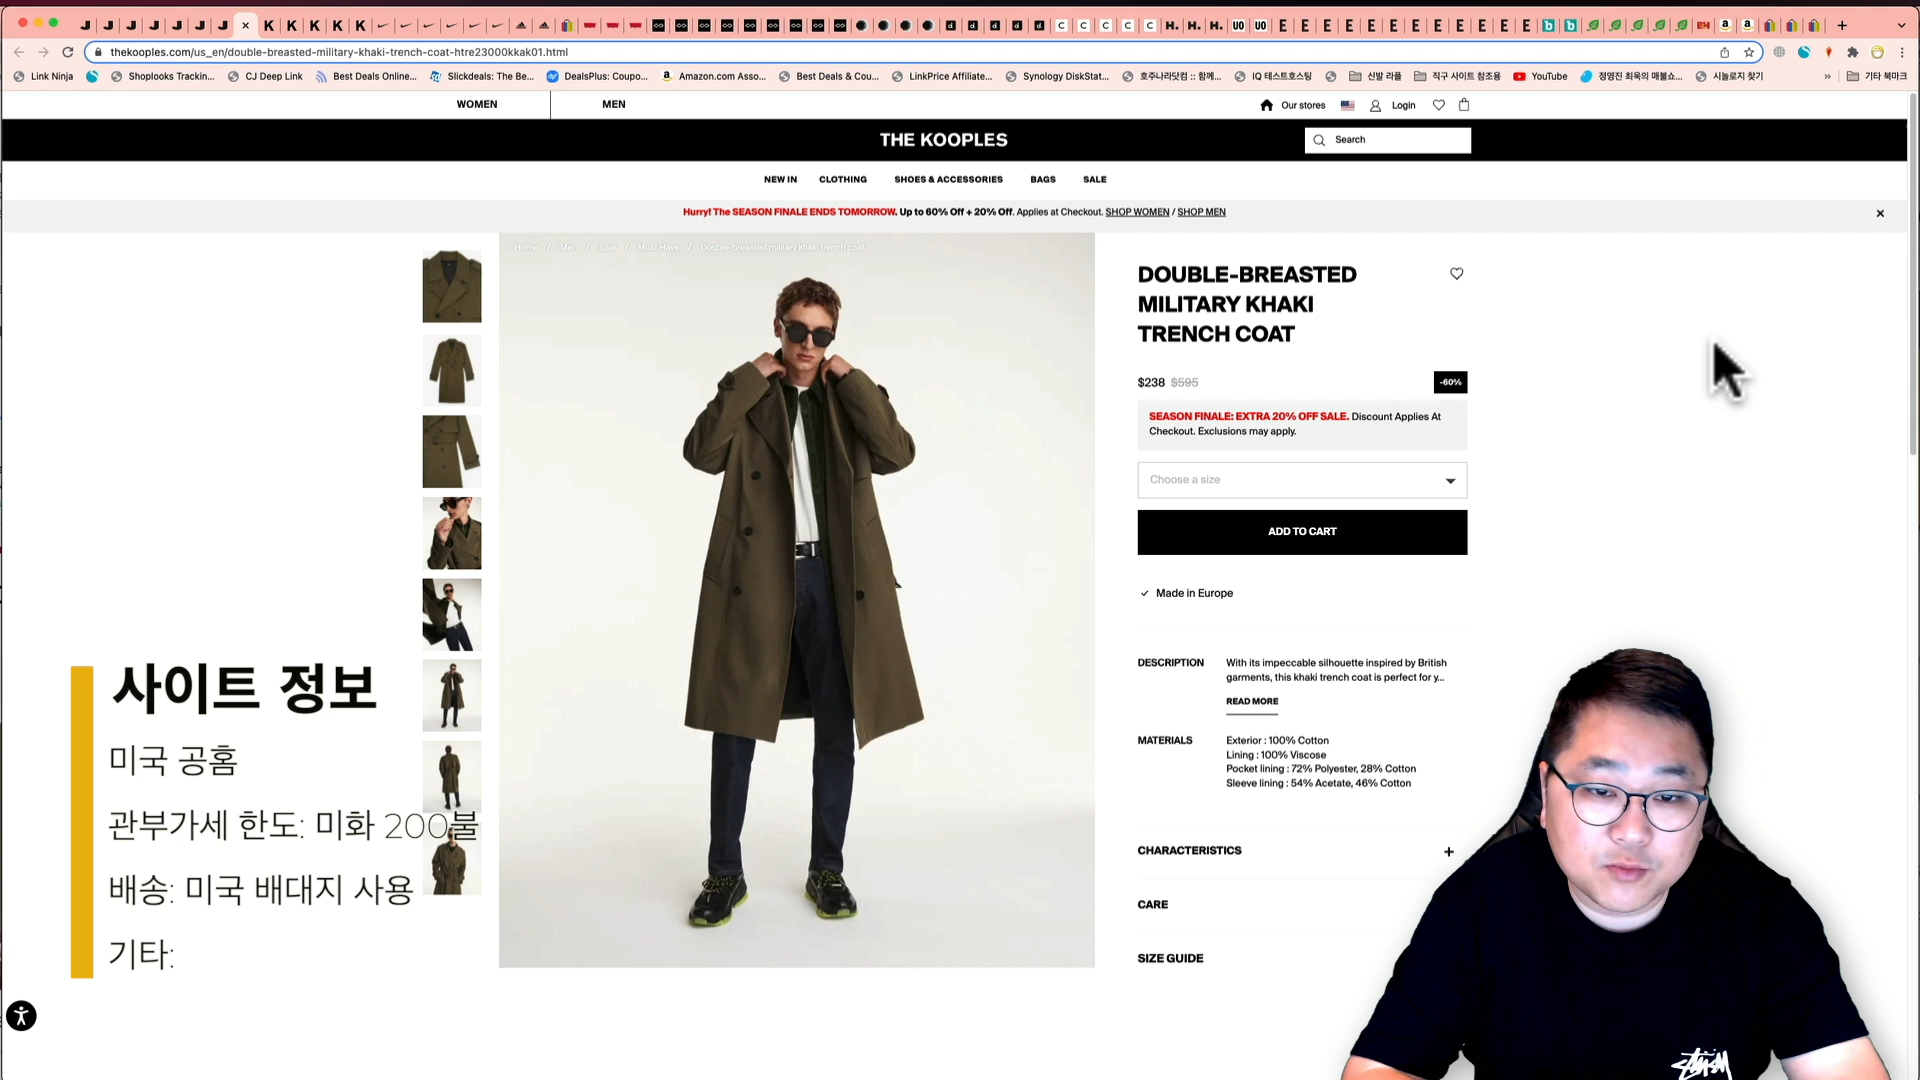 thekooples.com/us_en/double-breasted-military-khaki-trench-coat-htre23000kkak01.html
Link Ninja
Shoplooks Trackin...
CJ Deep Link
Best Deals Online...
Slickdeals: The Be...
DealsPlus: Coupo...
Amazon.com Asso...
Best Deals & Cou...
LinkPrice Affiliate...
Synology DiskStat...
호주나라닷컴 :: 함께...
IQ 테스트호스팅
신발 라플
직구 사이트 참조용
YouTube
정영진 최욱의 매불쇼...
시놀로지 찾기
»
기타 북마크
WOMEN
MEN
Our stores
Login
THE KOOPLES
Search
NEW IN
CLOTHING
SHOES & ACCESSORIES
BAGS
SALE
Hurry! The SEASON FINALE ENDS TOMORROW. Up to 60% Off + 20% Off. Applies at Checkout. SHOP WOMEN / SHOP MEN
Home / Men / Sale / Must Have / Double-breasted military khaki trench coat
DOUBLE-BREASTED
MILITARY KHAKI
TRENCH COAT
$238 $595
-60%
SEASON FINALE: EXTRA 20% OFF SALE. Discount Applies At
Checkout. Exclusions may apply.
Choose a size
ADD TO CART
Made in Europe
DESCRIPTION
With its impeccable silhouette inspired by British
garments, this khaki trench coat is perfect for y...
READ MORE
MATERIALS
Exterior : 100% Cotton
Lining : 100% Viscose
Pocket lining : 72% Polyester, 28% Cotton
Sleeve lining : 54% Acetate, 46% Cotton
CHARACTERISTICS
+
CARE
SIZE GUIDE
사이트 정보
미국 공홈
관부가세 한도: 미화 200불
배송: 미국 배대지 사용
기타: